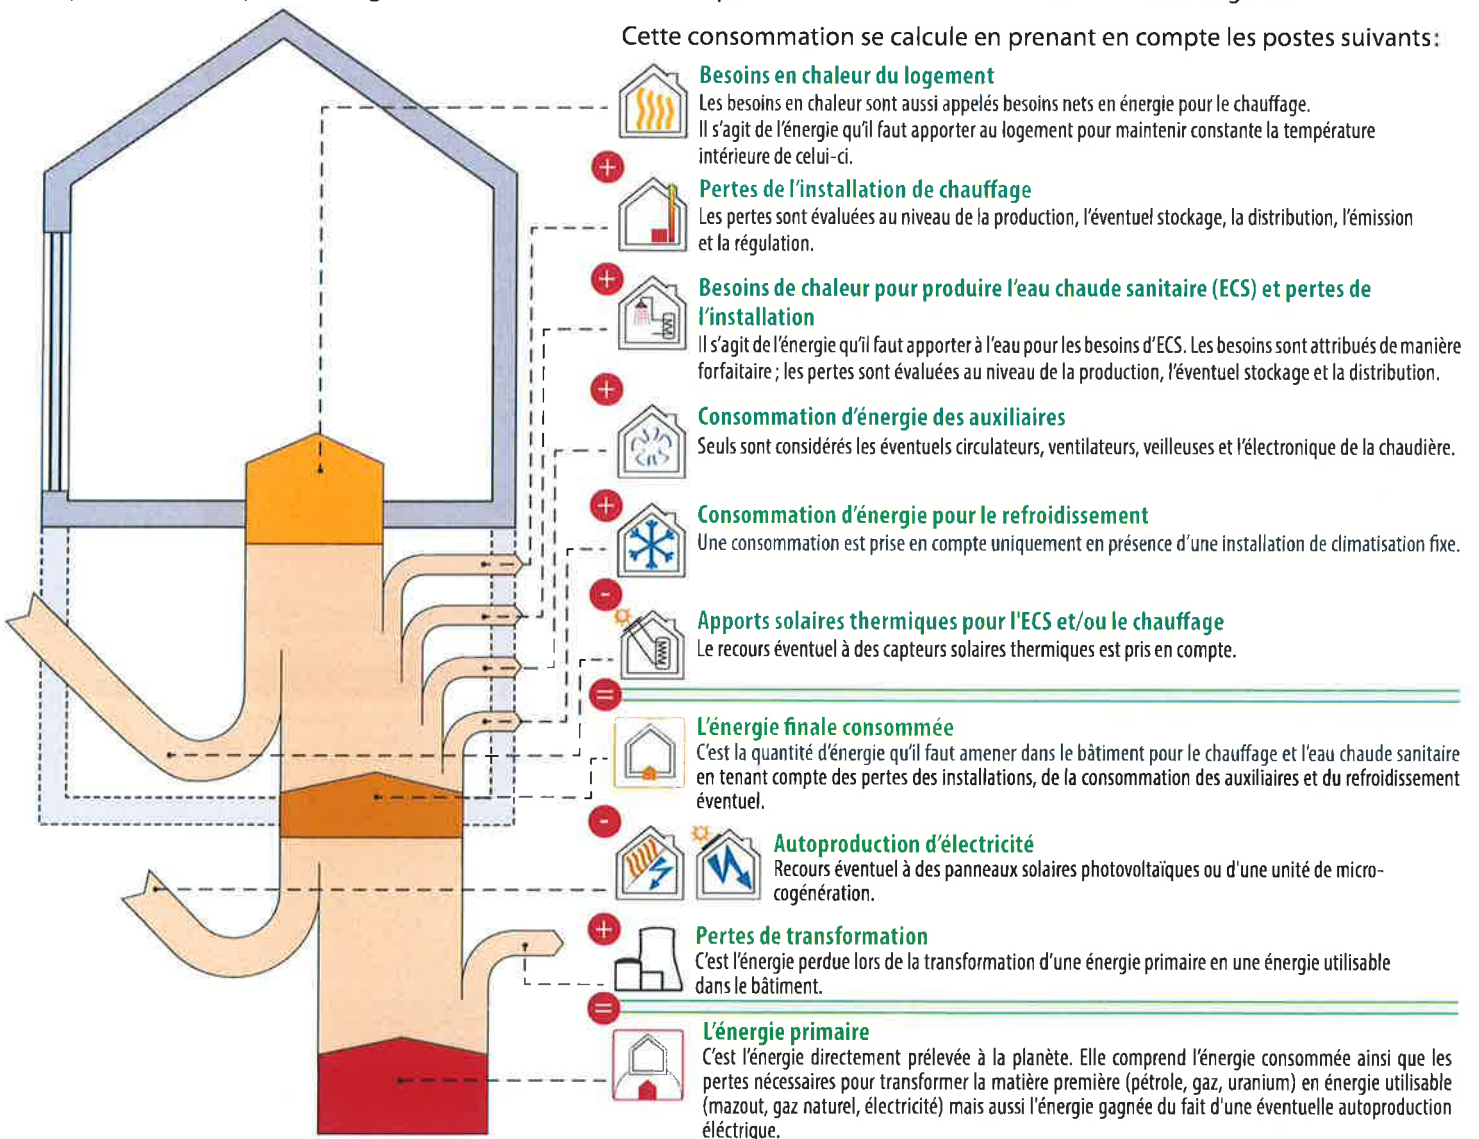 Cette consommation se calcule en prenant en compte les postes suivants:
Besoins en chaleur du logement
Les besoins en chaleur sont aussi appelés besoins nets en énergie pour le chauffage.
Il s'agit de l'énergie qu'il faut apporter au logement pour maintenir constante la température
intérieure de celui-ci.
+
Pertes de l'installation de chauffage
Les pertes sont évaluées au niveau de la production, l'éventuel stockage, la distribution, l'émission
et la régulation.
+
Besoins de chaleur pour produire l'eau chaude sanitaire (ECS) et pertes de
l'installation
Il s'agit de l'énergie qu'il faut apporter à l'eau pour les besoins d'ECS. Les besoins sont attribués de manière
forfaitaire ; les pertes sont évaluées au niveau de la production, l'éventuel stockage et la distribution.
+
Consommation d'énergie des auxiliaires
Seuls sont considérés les éventuels circulateurs, ventilateurs, veilleuses et l'électronique de la chaudière.
+
Consommation d'énergie pour le refroidissement
Une consommation est prise en compte uniquement en présence d'une installation de climatisation fixe.
-
Apports solaires thermiques pour l'ECS et/ou le chauffage
Le recours éventuel à des capteurs solaires thermiques est pris en compte.
=
L'énergie finale consommée
C'est la quantité d'énergie qu'il faut amener dans le bâtiment pour le chauffage et l'eau chaude sanitaire
en tenant compte des pertes des installations, de la consommation des auxiliaires et du refroidissement
éventuel.
-
Autoproduction d'électricité
Recours éventuel à des panneaux solaires photovoltaïques ou d'une unité de micro-
cogénération.
+
Pertes de transformation
C'est l'énergie perdue lors de la transformation d'une énergie primaire en une énergie utilisable
dans le bâtiment.
=
L'énergie primaire
C'est l'énergie directement prélevée à la planète. Elle comprend l'énergie consommée ainsi que les
pertes nécessaires pour transformer la matière première (pétrole, gaz, uranium) en énergie utilisable
(mazout, gaz naturel, électricité) mais aussi l'énergie gagnée du fait d'une éventuelle autoproduction
éléctrique.